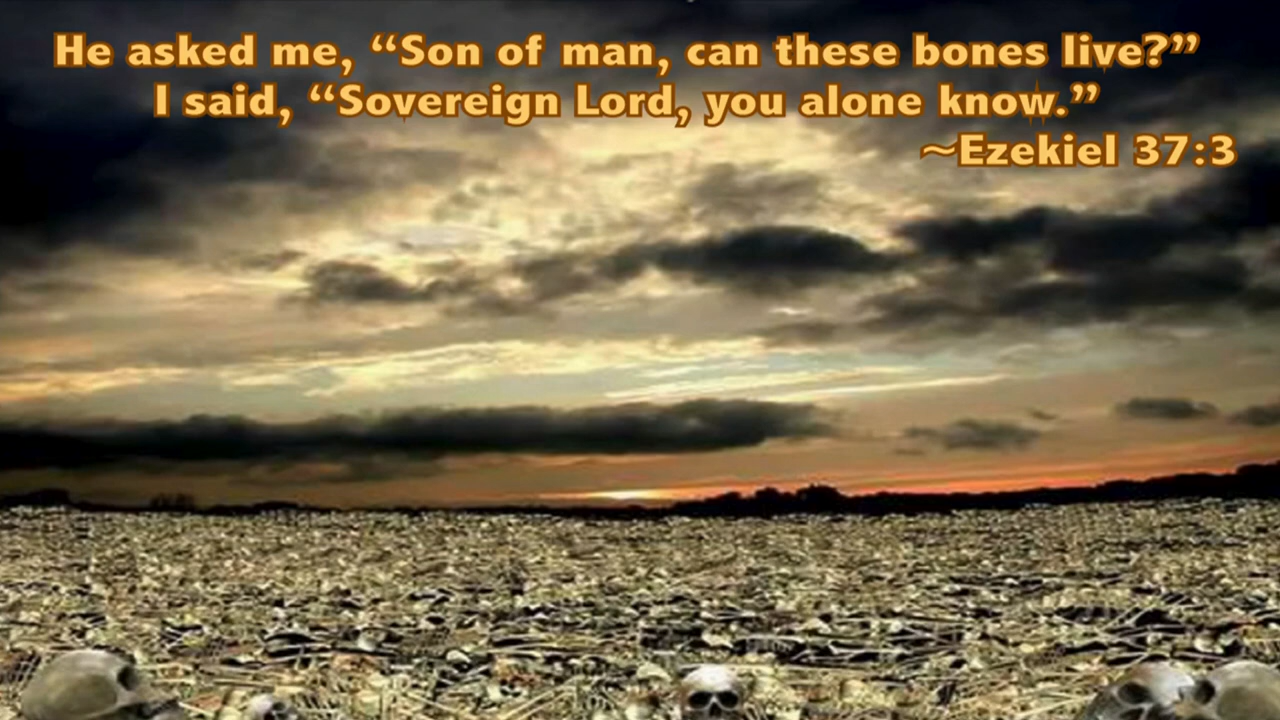 He asked me, “Son of man, can these bones live?”
I said, “Sovereign Lord, you alone know.”
~Ezekiel 37:3